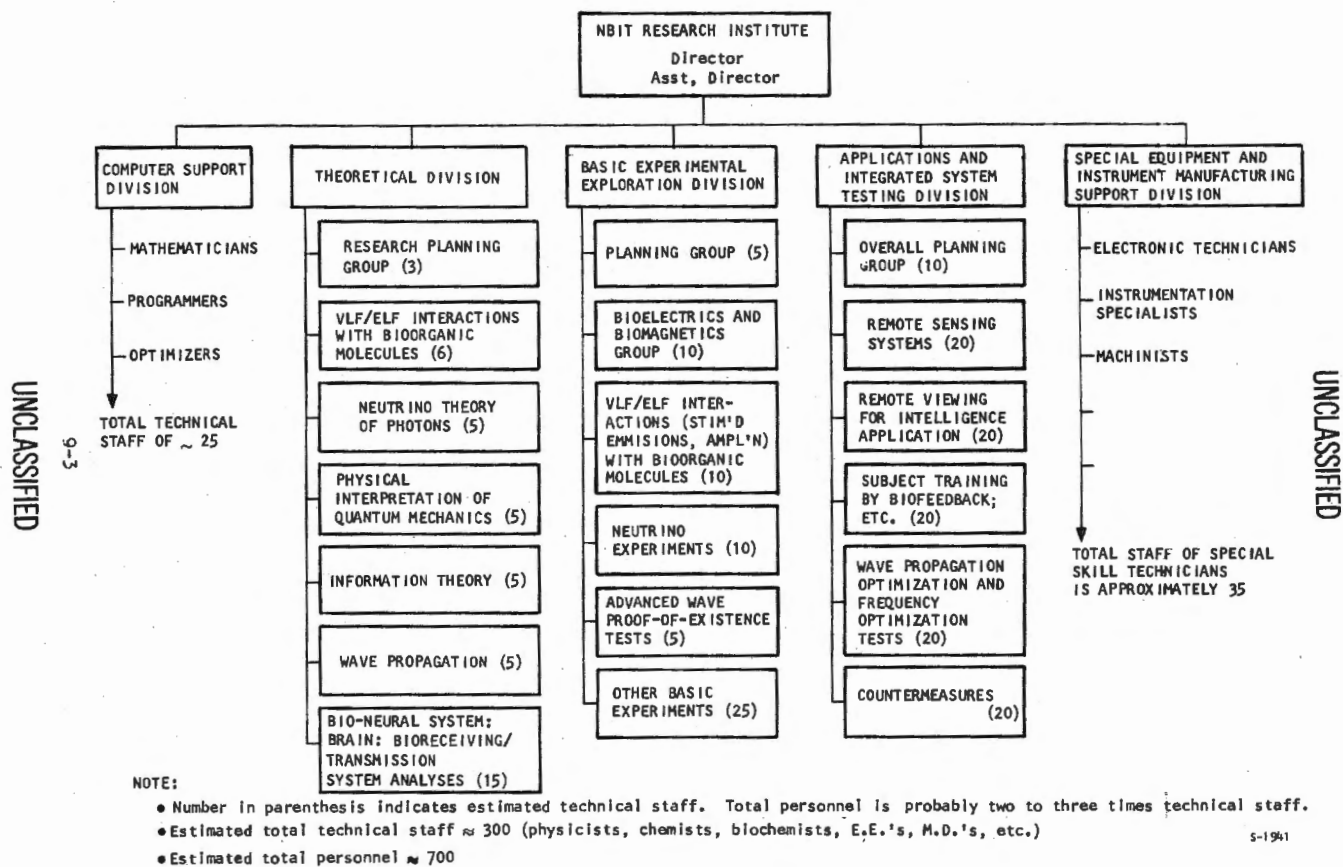 NBIT RESEARCH INSTITUTE
Director
Asst, Director
COMPUTER SUPPORT
DIVISION
MATHEMATICIANS
PROGRAMMERS
OPTIMIZERS
TOTAL TECHNICAL
STAFF OF ~ 25
THEORETICAL DIVISION
RESEARCH PLANNING
GROUP (3)
VLF/ELF INTERACTIONS
WITH BIOORGANIC
MOLECULES (6)
NEUTRINO THEORY
OF PHOTONS (5)
PHYSICAL
INTERPRETATION OF
QUANTUM MECHANICS (5)
INFORMATION THEORY (5)
WAVE PROPAGATION (5)
BIO-NEURAL SYSTEM:
BRAIN: BIORECEIVING/
TRANSMISSION
SYSTEM ANALYSES (15)
BASIC EXPERIMENTAL
EXPLORATION DIVISION
PLANNING GROUP (5)
BIOELECTRICS AND
BIOMAGNETICS
GROUP (10)
VLF/ELF INTER-
ACTIONS (STIM'D
EMMISIONS, AMPL'N)
WITH BIOORGANIC
MOLECULES (10)
NEUTRINO
EXPERIMENTS (10)
ADVANCED WAVE
PROOF-OF-EXISTENCE
TESTS (5)
OTHER BASIC
EXPERIMENTS (25)
APPLICATIONS AND
INTEGRATED SYSTEM
TESTING DIVISION
OVERALL PLANNING
GROUP (10)
REMOTE SENSING
SYSTEMS (20)
REMOTE VIEWING
FOR INTELLIGENCE
APPLICATION (20)
SUBJECT TRAINING
BY BIOFEEDBACK;
ETC. (20)
WAVE PROPAGATION
OPTIMIZATION AND
FREQUENCY
OPTIMIZATION
TESTS (20)
COUNTERMEASURES
(20)
SPECIAL EQUIPMENT AND
INSTRUMENT MANUFACTURING
SUPPORT DIVISION
ELECTRONIC TECHNICIANS
INSTRUMENTATION
SPECIALISTS
MACHINISTS
TOTAL STAFF OF SPECIAL
SKILL TECHNICIANS
IS APPROXIMATELY 35
UNCLASSIFIED
9-3
UNCLASSIFIED
NOTE:
• Number in parenthesis indicates estimated technical staff. Total personnel is probably two to three times technical staff.
• Estimated total technical staff ≈ 300 (physicists, chemists, biochemists, E.E.'s, M.D.'s, etc.)
• Estimated total personnel ≈ 700
S-1941